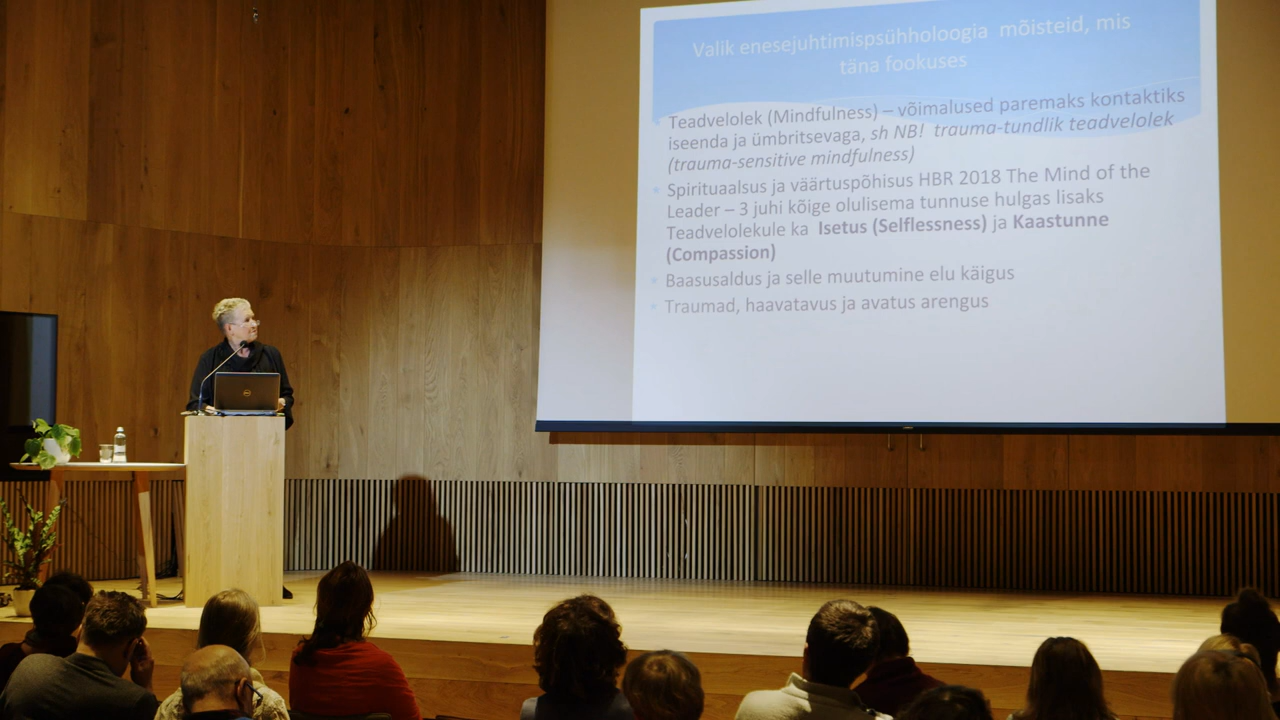 Valik enesejuhtimispsühholoogia mõisteid, mis
täna fookuses
Teadvelolek (Mindfulness) – võimalused paremaks kontaktiks
iseenda ja ümbritsevaga, sh NB! trauma-tundlik teadvelolek
(trauma-sensitive mindfulness)
Spirituaalsus ja väärtuspõhisus HBR 2018 The Mind of the
Leader – 3 juhi kõige olulisema tunnuse hulgas lisaks
Teadvelolekule ka Isetus (Selflessness) ja Kaastunne
(Compassion)
Baasusaldus ja selle muutumine elu käigus
Traumad, haavatavus ja avatus arengus
DELL